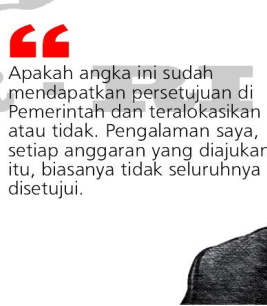 Apakah angka ini sudah
mendapatkan persetujuan di
Pemerintah dan teralokasikan
atau tidak. Pengalaman saya,
setiap anggaran yang diajukan
itu, biasanya tidak seluruhnya
disetujui.